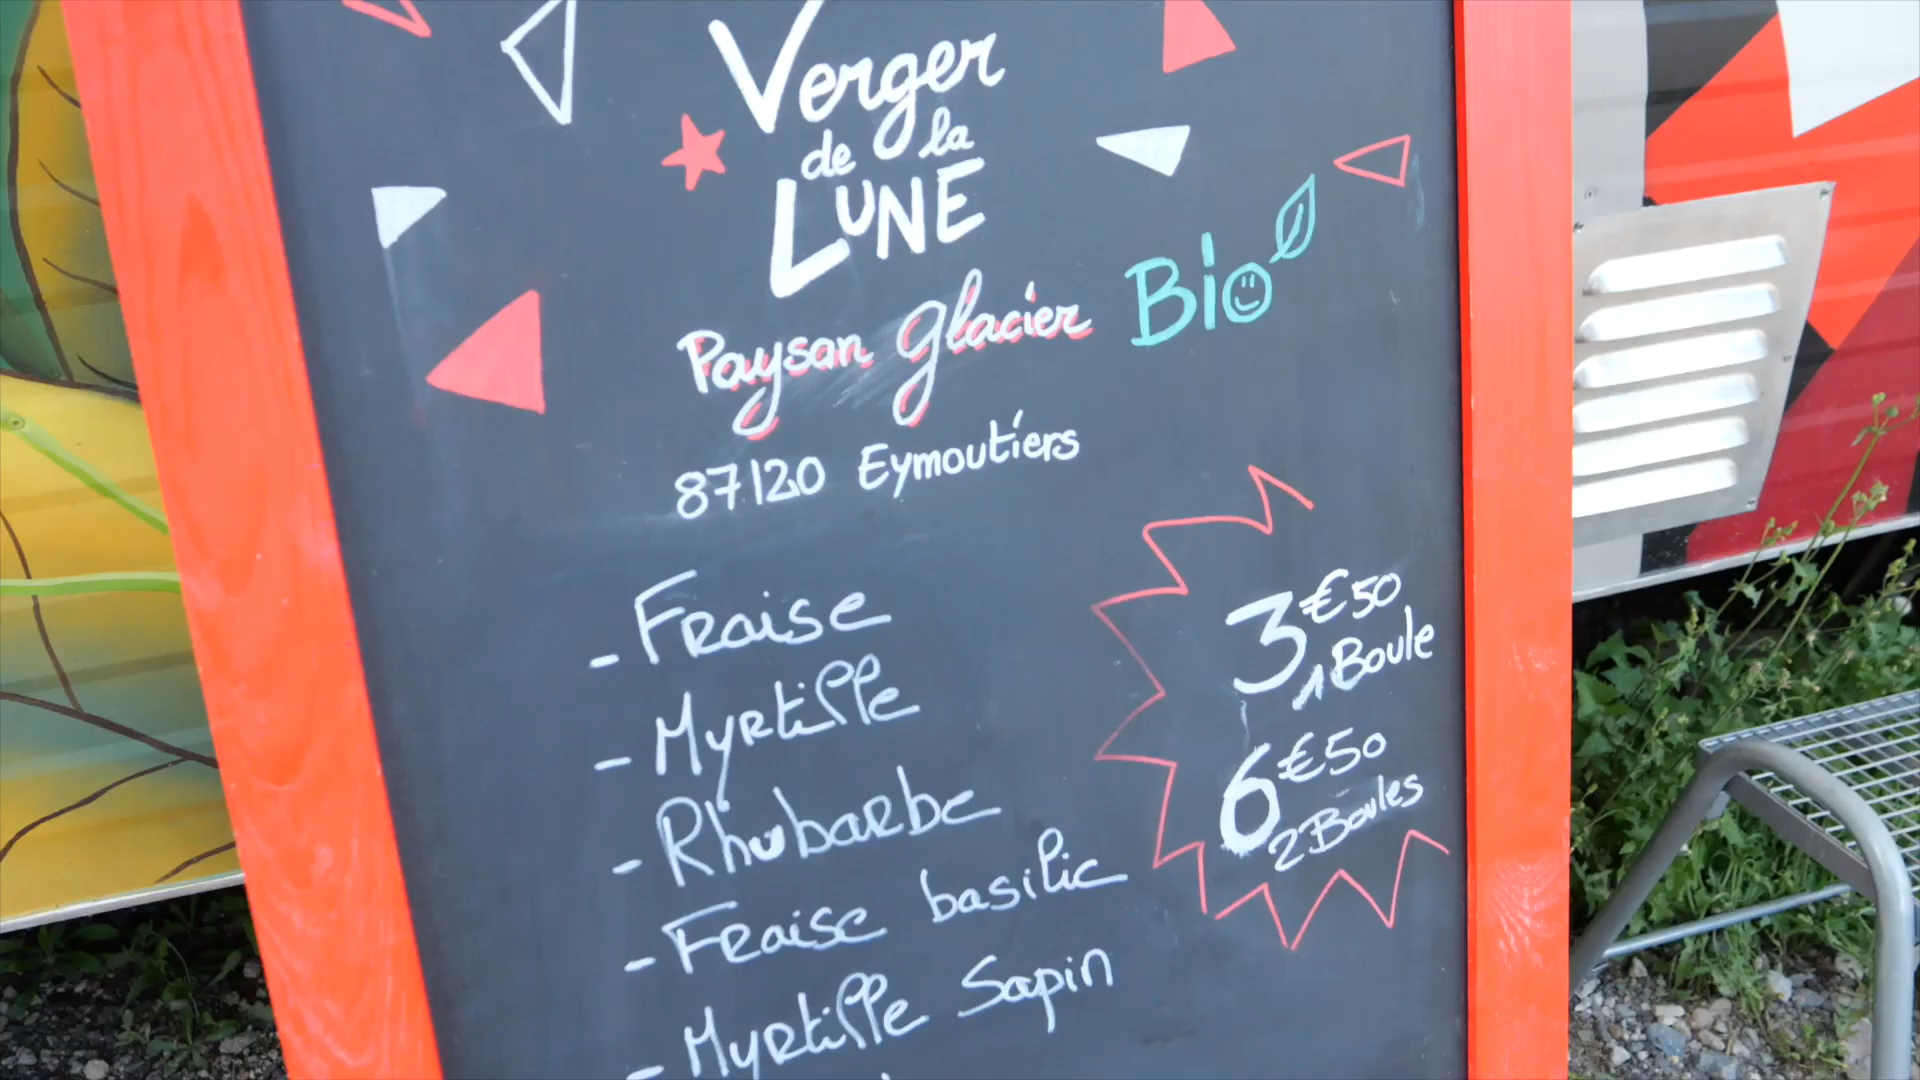 Verger
de la
LUNE
Paysan Glacier Bio
87120 Eymoutiers
- Fraise
- Myrtille
- Rhubarbe
- Fraise basilic
- Myrtille Sapin
3€50
1 Boule
6€50
2 Boules